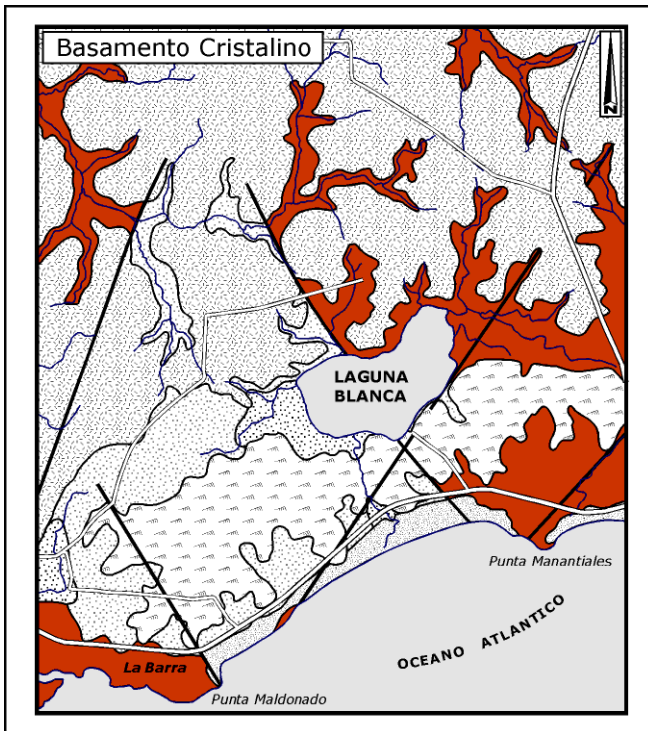 Basamento Cristalino
LAGUNA
BLANCA
Punta Manantiales
OCEANO ATLANTICO
La Barra
Punta Maldonado